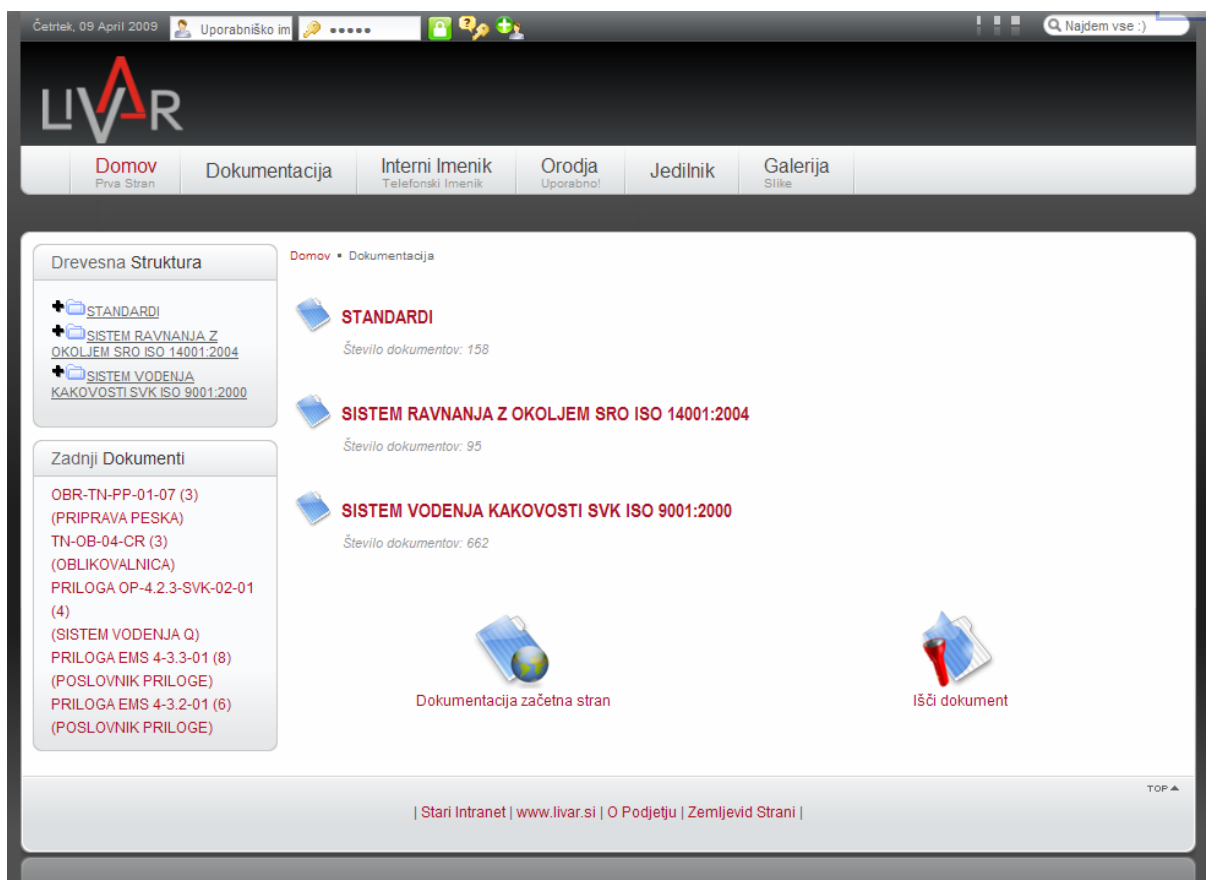 Četrtek, 09 April 2009 Uporabniško im ●●●●● Najdem vse :)
LIVAR
Domov Dokumentacija Interni Imenik Orodja Jedilnik Galerija
Prva Stran Telefonski Imenik Uporabno! Slike
Drevesna Struktura
STANDARDI
SISTEM RAVNANJA Z
OKOLJEM SRO ISO 14001:2004
SISTEM VODENJA
KAKOVOSTI SVK ISO 9001:2000
Zadnji Dokumenti
OBR-TN-PP-01-07 (3)
(PRIPRAVA PESKA)
TN-OB-04-CR (3)
(OBLIKOVALNICA)
PRILOGA OP-4.2.3-SVK-02-01
(4)
(SISTEM VODENJA Q)
PRILOGA EMS 4-3.3-01 (8)
(POSLOVNIK PRILOGE)
PRILOGA EMS 4-3.2-01 (6)
(POSLOVNIK PRILOGE)
Domov ▪ Dokumentacija
STANDARDI
Število dokumentov: 158
SISTEM RAVNANJA Z OKOLJEM SRO ISO 14001:2004
Število dokumentov: 95
SISTEM VODENJA KAKOVOSTI SVK ISO 9001:2000
Število dokumentov: 662
Dokumentacija začetna stran Išči dokument
TOP ▲
| Stari Intranet | www.livar.si | O Podjetju | Zemljevid Strani |